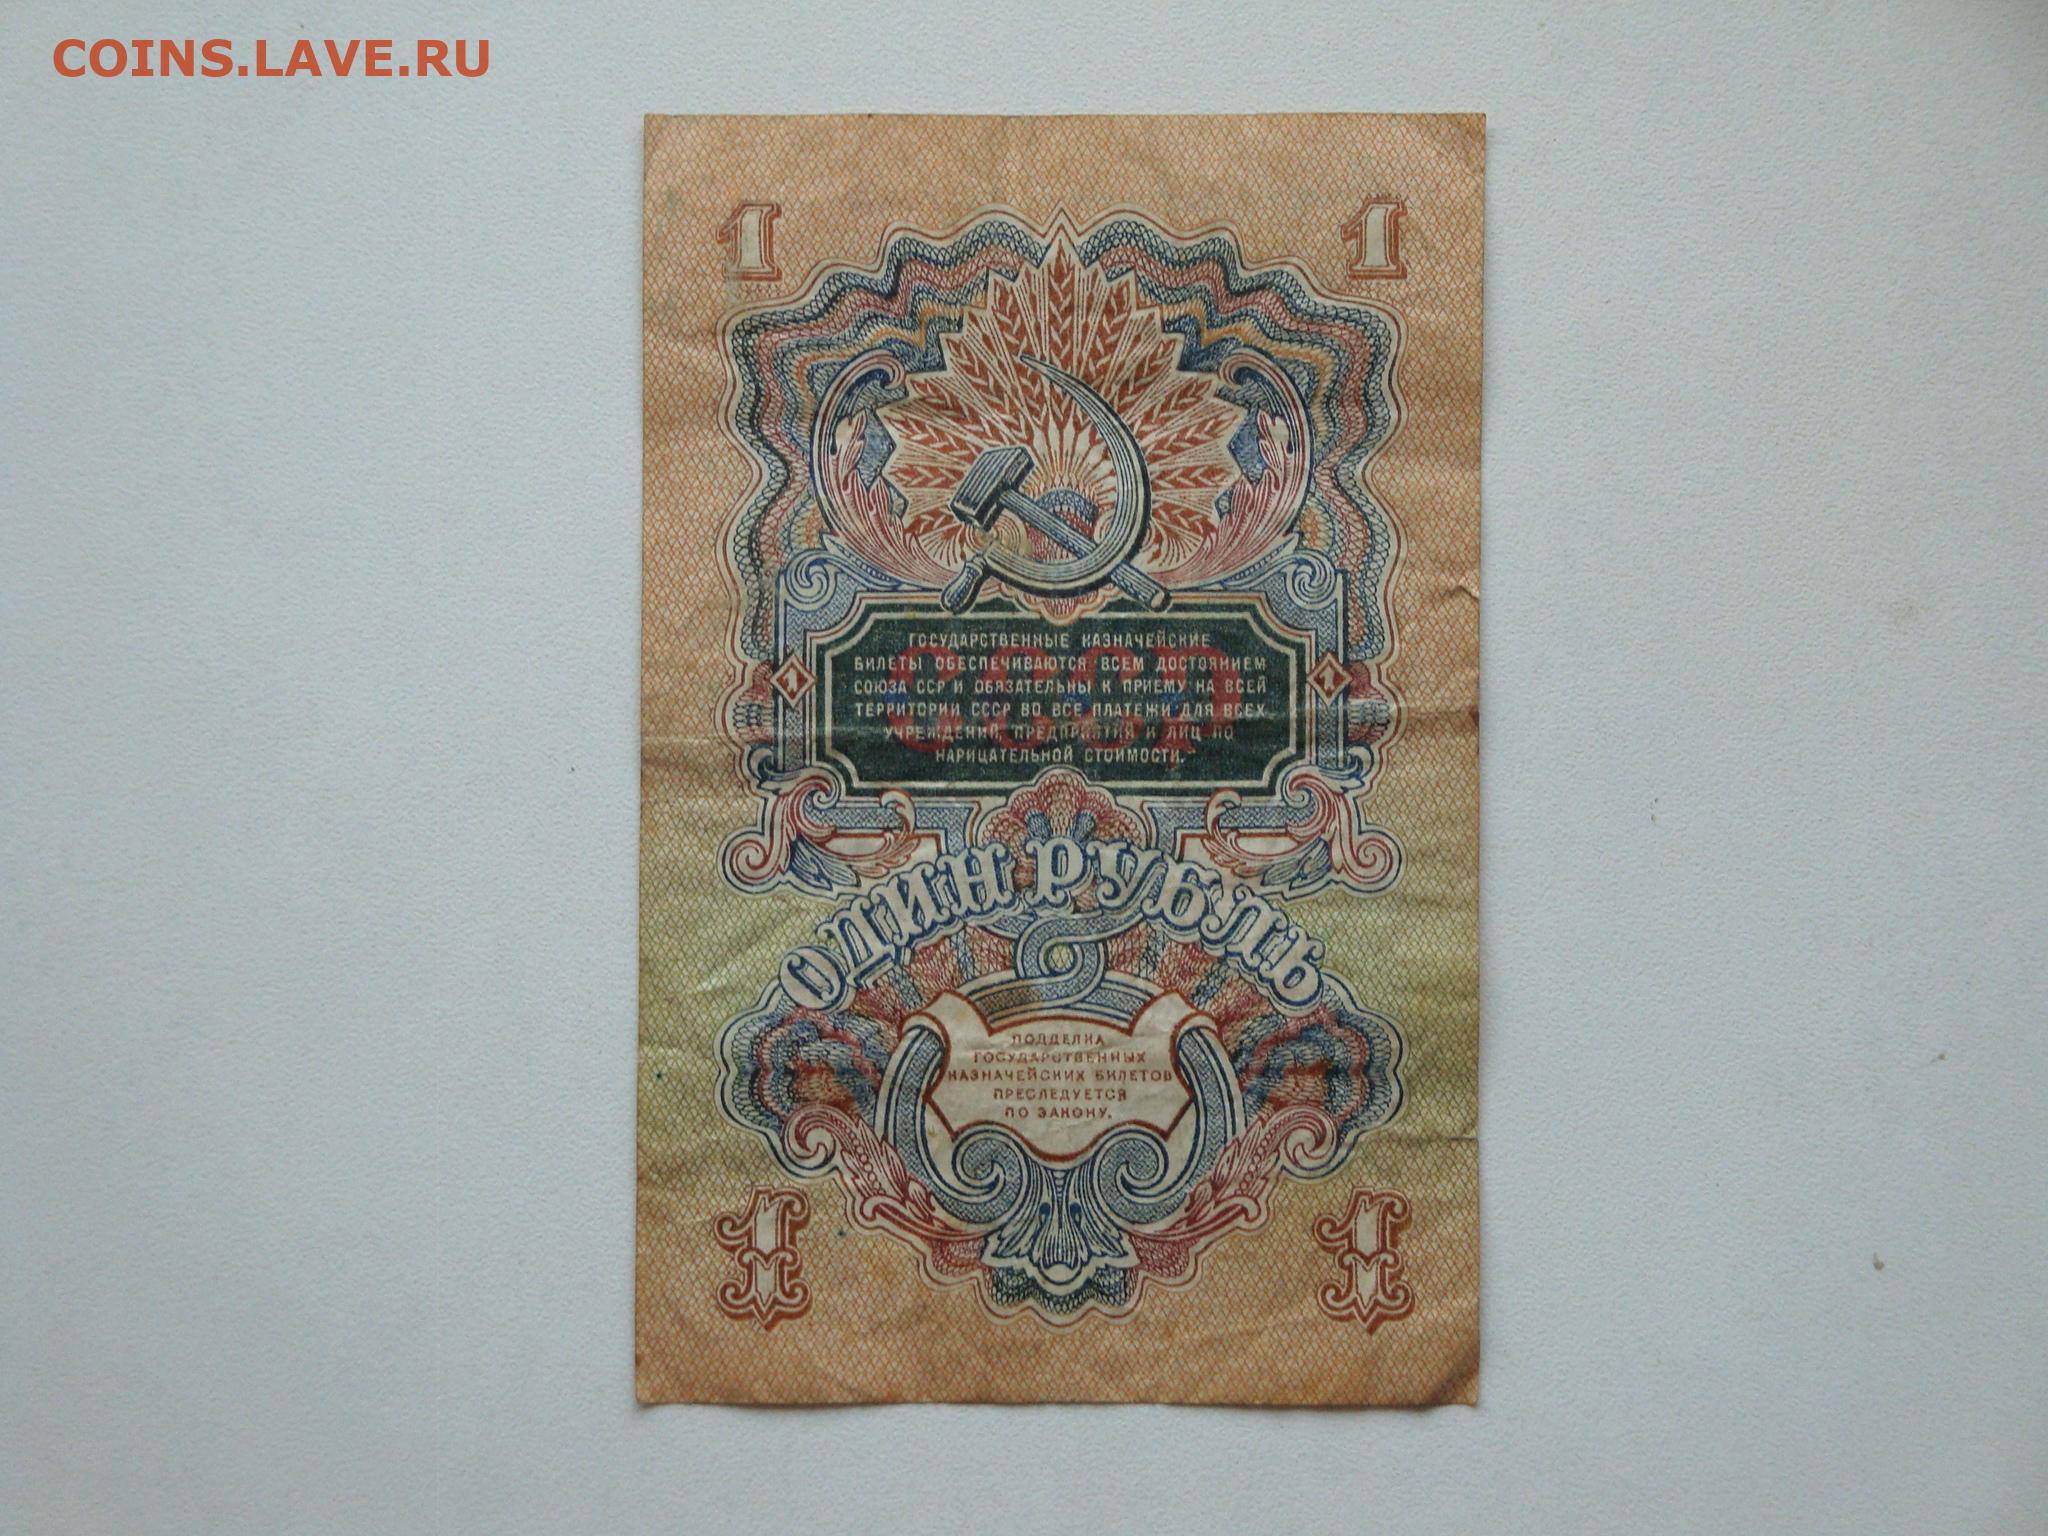 COINS.LAVE.RU
1 1
ГОСУДАРСТВЕННЫЕ КАЗНАЧЕЙСКИЕ
БИЛЕТЫ ОБЕСПЕЧИВАЮТСЯ ВСЕМ ДОСТОЯНИЕМ
СОЮЗА ССР И ОБЯЗАТЕЛЬНЫ К ПРИЕМУ НА ВСЕЙ
ТЕРРИТОРИИ СССР ВО ВСЕ ПЛАТЕЖИ ДЛЯ ВСЕХ
УЧРЕЖДЕНИЙ, ПРЕДПРИЯТИЙ И ЛИЦ ПО
НАРИЦАТЕЛЬНОЙ СТОИМОСТИ.
СССР
1 1
ОДИН РУБЛЬ
ПОДДЕЛКА
ГОСУДАРСТВЕННЫХ
КАЗНАЧЕЙСКИХ БИЛЕТОВ
ПРЕСЛЕДУЕТСЯ
ПО ЗАКОНУ.
1 1